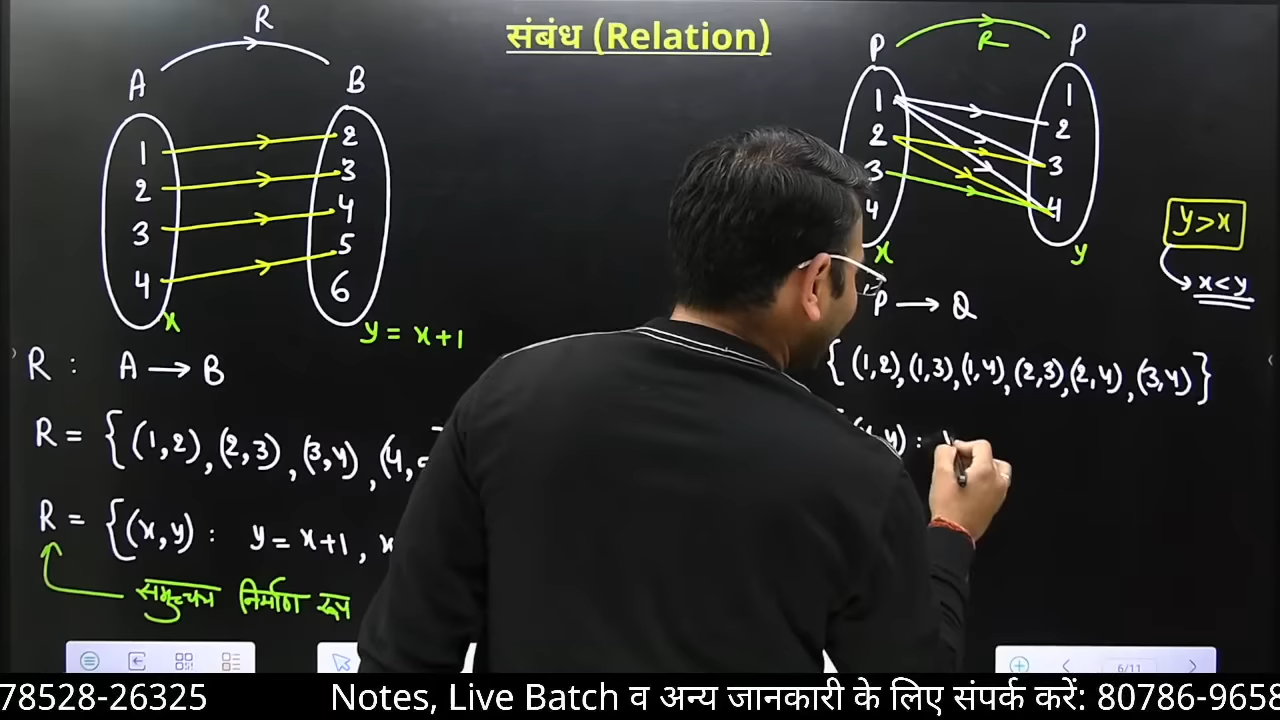 संबंध (Relation)
R
A B
1 2
2 3
3 4
4 5
6
x y = x+1
R : A → B
R = { (1,2), (2,3), (3,4), (4,
R = { (x,y) : y = x+1, x
समुच्चय निर्माण रूप
R
P P
1 1
2 2
3 3
4 4
x y
y>x
x<y
P → Q
{ (1,2), (1,3), (1,4), (2,3), (2,4), (3,4) }
y) :
6/11
78528-26325 Notes, Live Batch व अन्य जानकारी के लिए संपर्क करें: 80786-9658